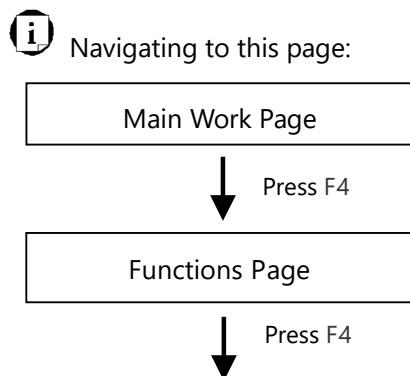 i
Navigating to this page:
Main Work Page
Press F4
Functions Page
Press F4